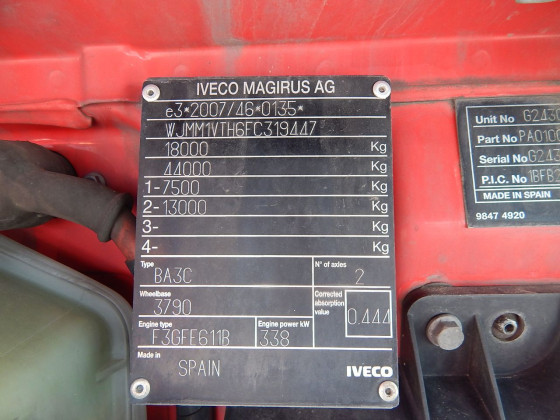 IVECO MAGIRUS AG
e3*2007/46*0135*
WJMM1VTH6FC319447
18000 Kg
44000 Kg
1-7500 Kg
2-13000 Kg
3- Kg
4- Kg
Type
BA3C
N° of axles
2
Wheelbase
3790
Corrected
absorption
value
0.444
Engine type
F3GFE611B
Engine power kW
338
Made in
SPAIN
IVECO
Unit No
Part No
Serial No
P.I.C. No
MADE IN SPAIN
9847 4920